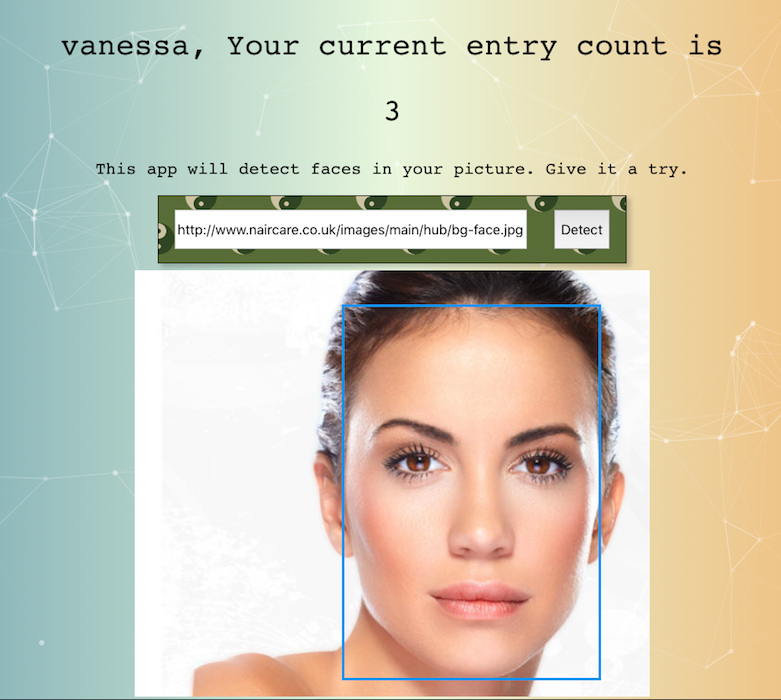 vanessa, Your current entry count is
3
This app will detect faces in your picture. Give it a try.
http://www.naircare.co.uk/images/main/hub/bg-face.jpg Detect